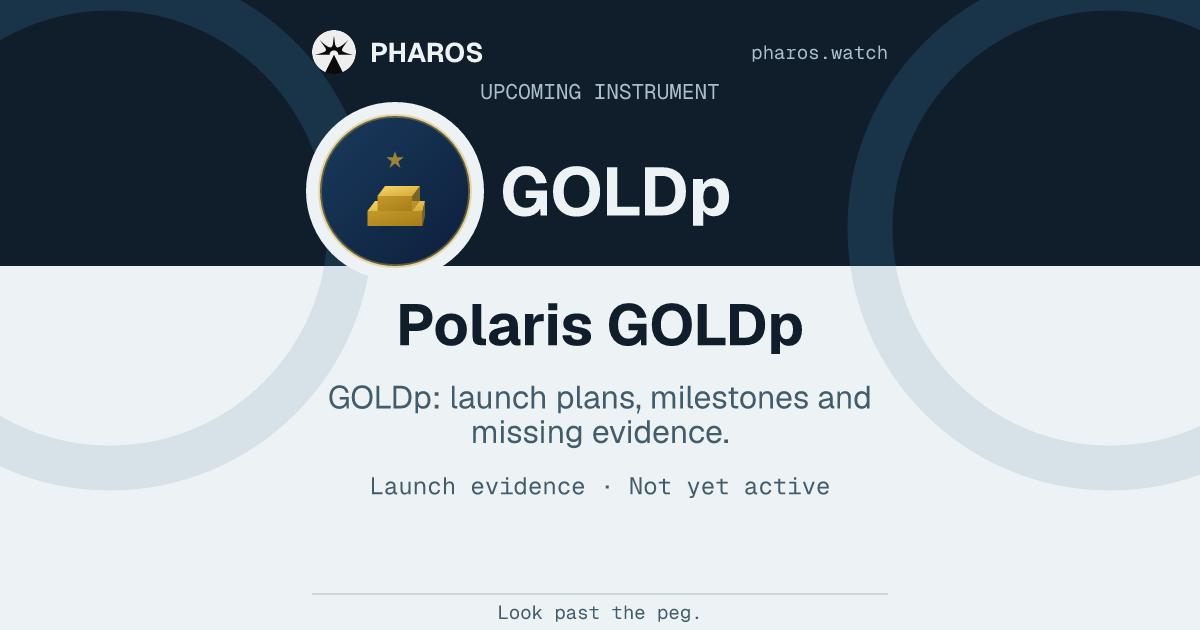 PHAROS
pharos.watch
UPCOMING INSTRUMENT
GOLDp
Polaris GOLDp
GOLDp: launch plans, milestones and
missing evidence.
Launch evidence · Not yet active
Look past the peg.